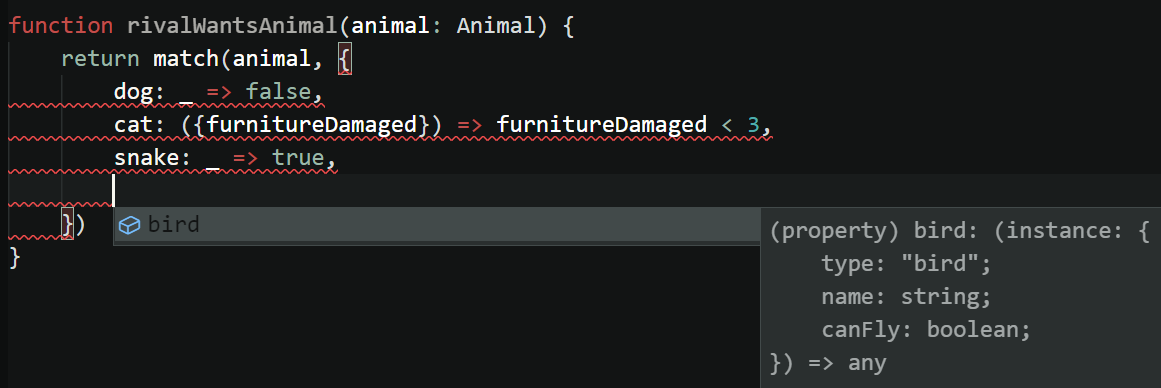 function rivalWantsAnimal(animal: Animal) {
    return match(animal, {
        dog: _ => false,
        cat: ({furnitureDamaged}) => furnitureDamaged < 3,
        snake: _ => true,
    })
}
bird
(property) bird: (instance: {
    type: "bird";
    name: string;
    canFly: boolean;
}) => any